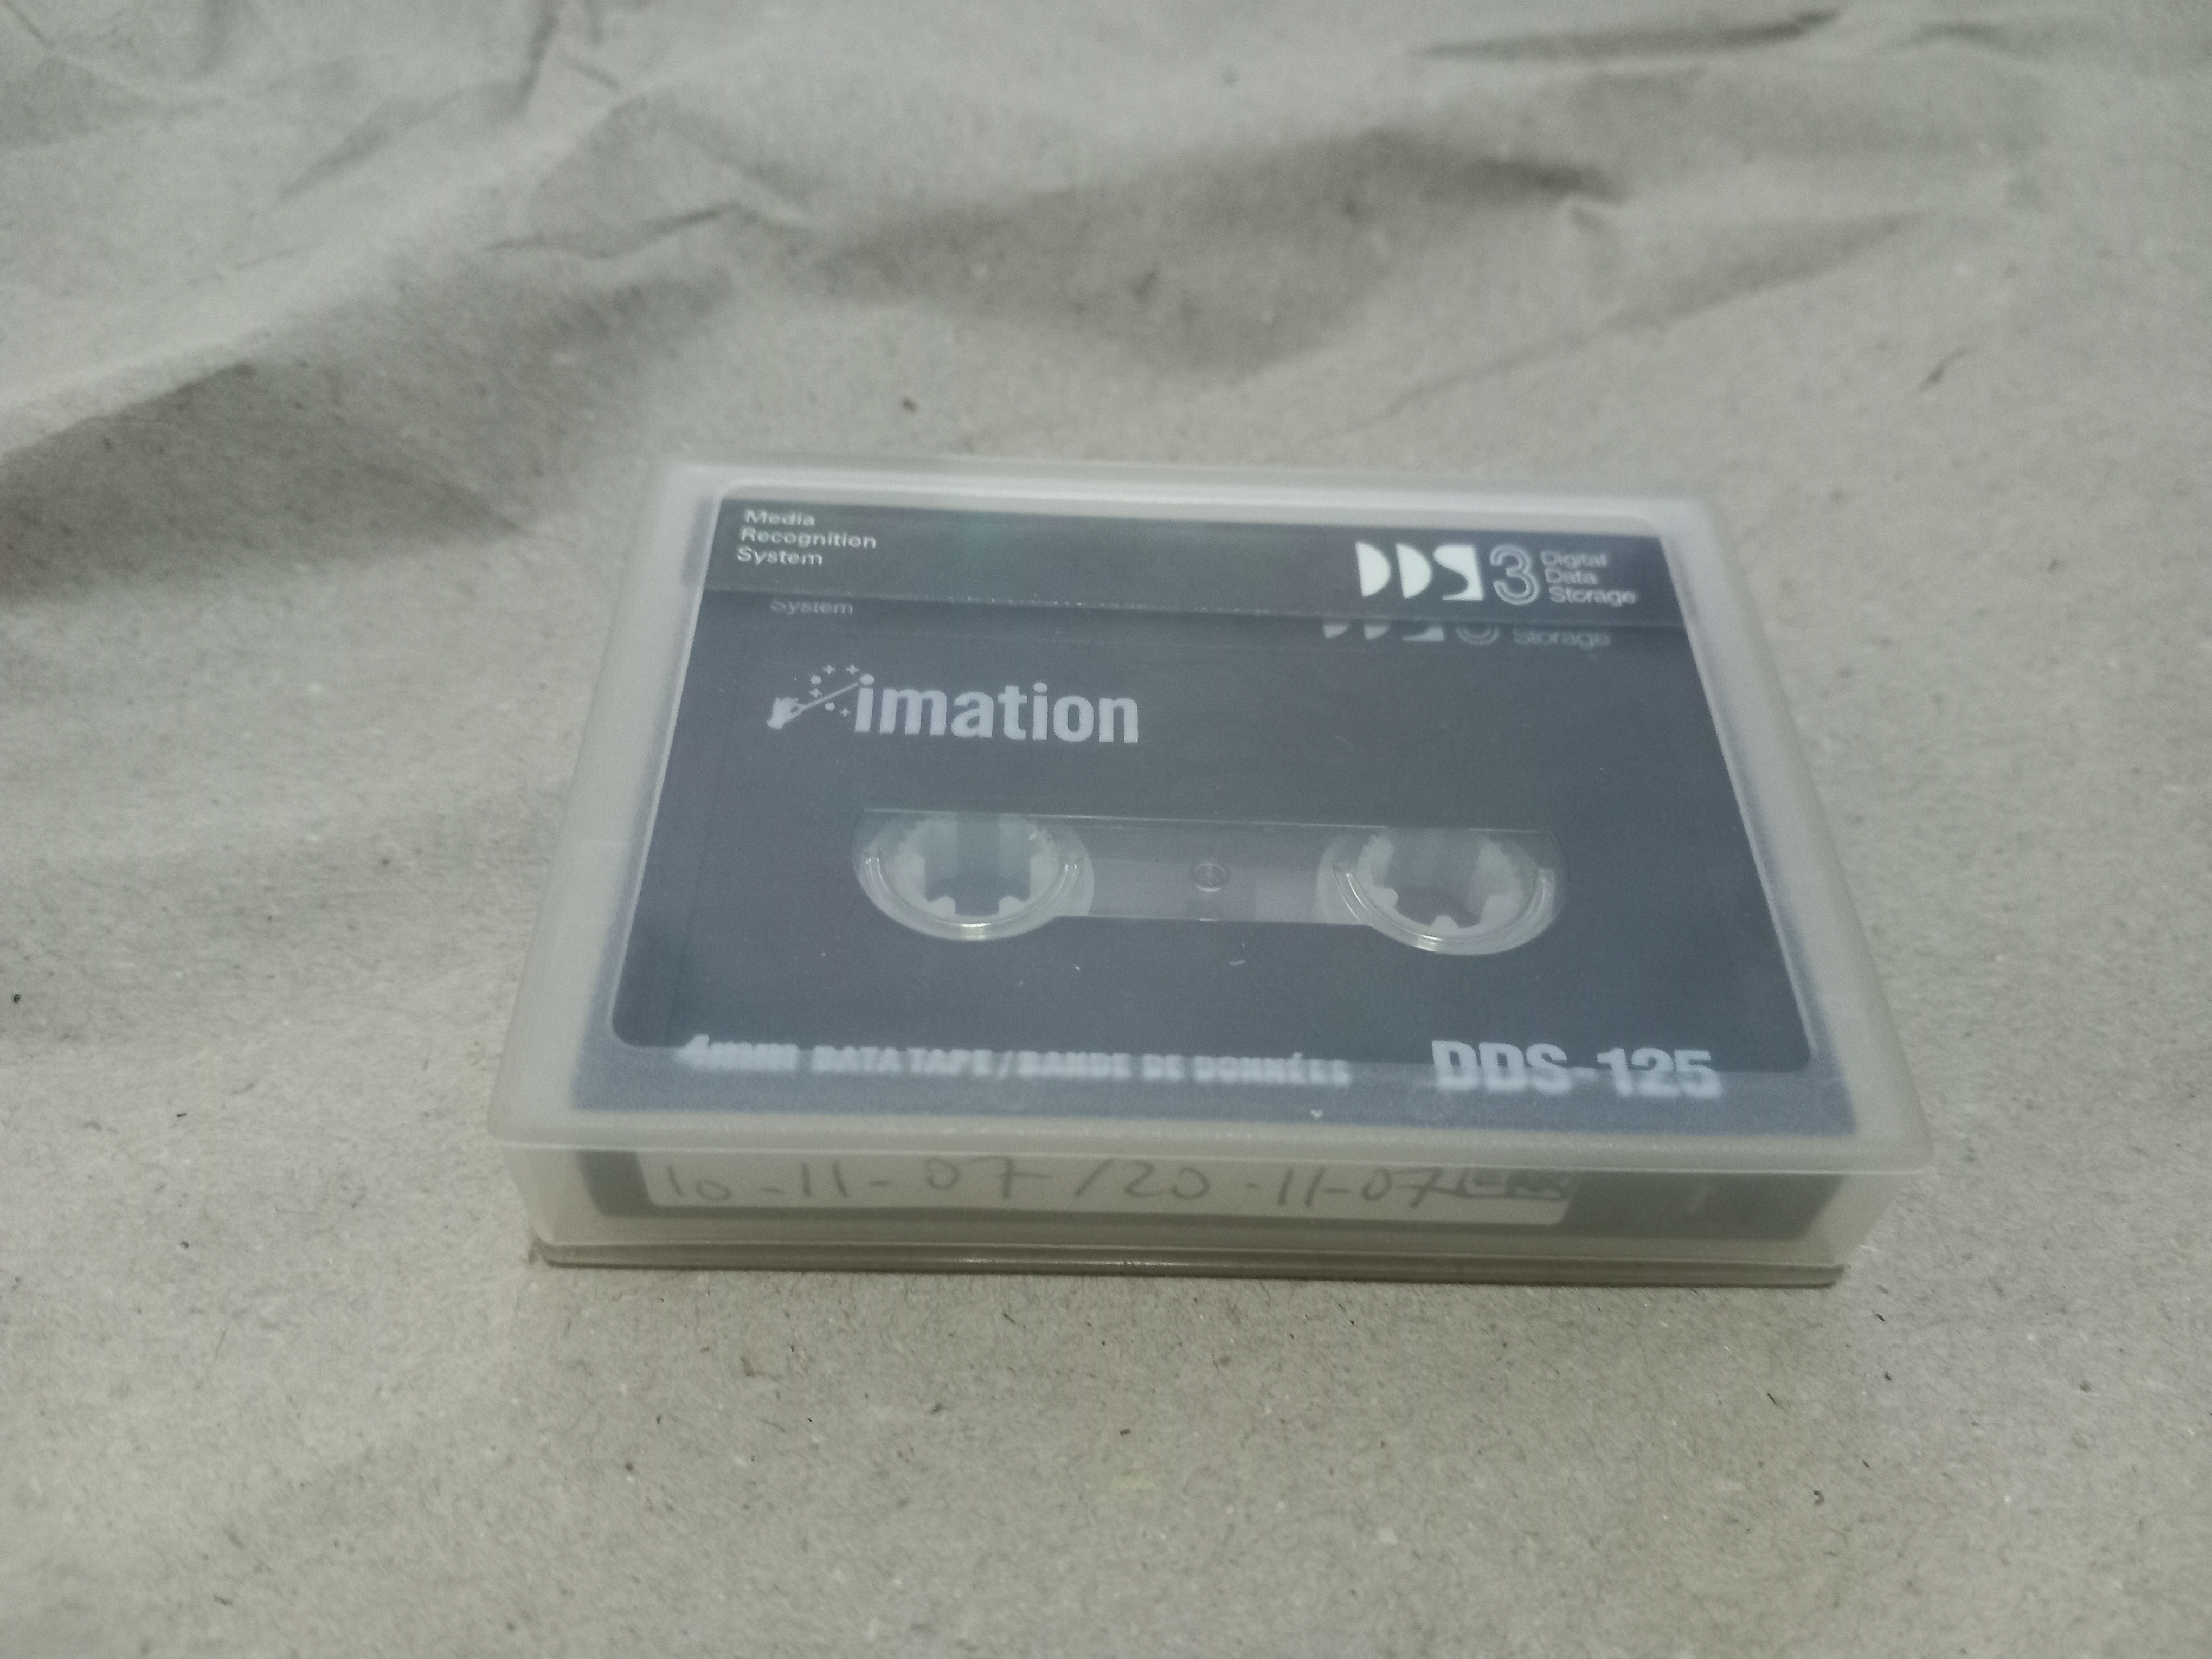 Media
Recognition
System
DDS 3 Digital
Data
Storage
imation
4mm DATA TAPE/BANDE DE DONNÉES DDS-125
10-11-07/20-11-07